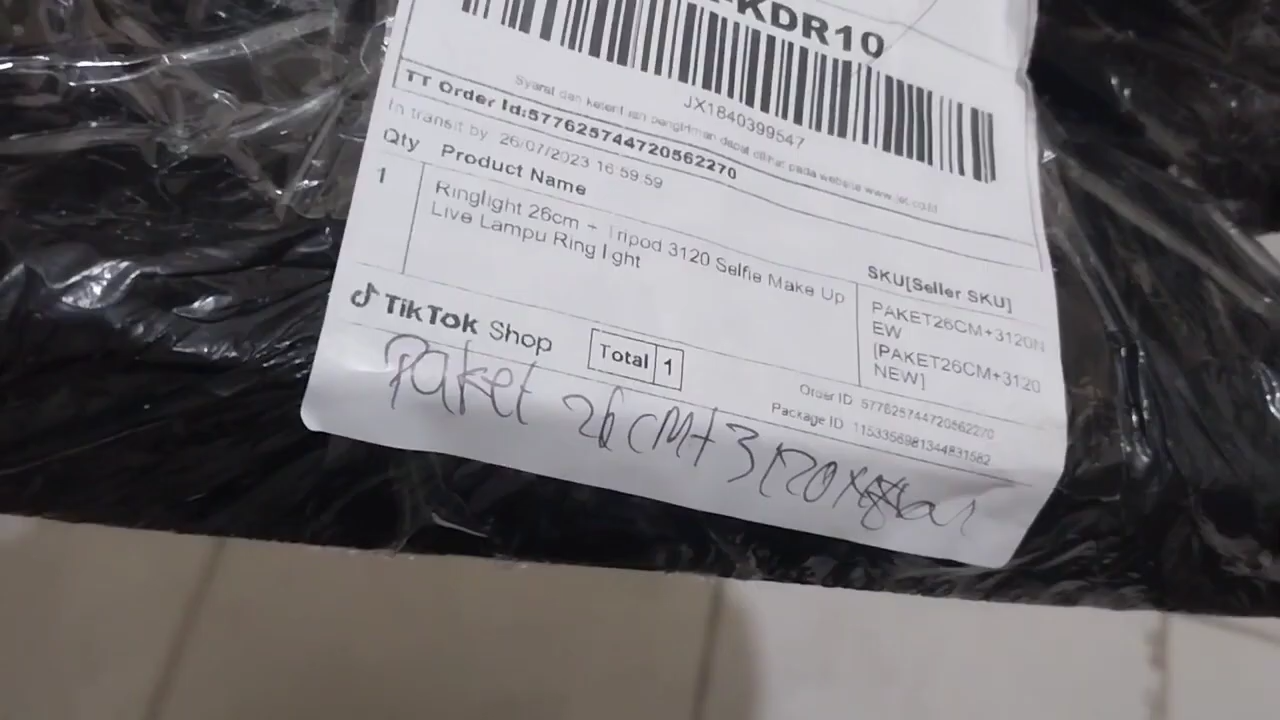 KDR10
JX1840399547
Syarat dan ketentuan pengiriman dapat dilihat pada website www.jet.co.id
TT Order Id:577625744720562270
In transit by 26/07/2023 16:59:59
Qty Product Name SKU[Seller SKU]
1 Ringlight 26cm + Tripod 3120 Selfie Make Up
Live Lampu Ring light
PAKET26CM+3120N
EW
[PAKET26CM+3120
NEW]
TikTok Shop
Total 1
Order ID 577625744720562270
Package ID 1153356981344831582
Paket 26 CM+ 3120